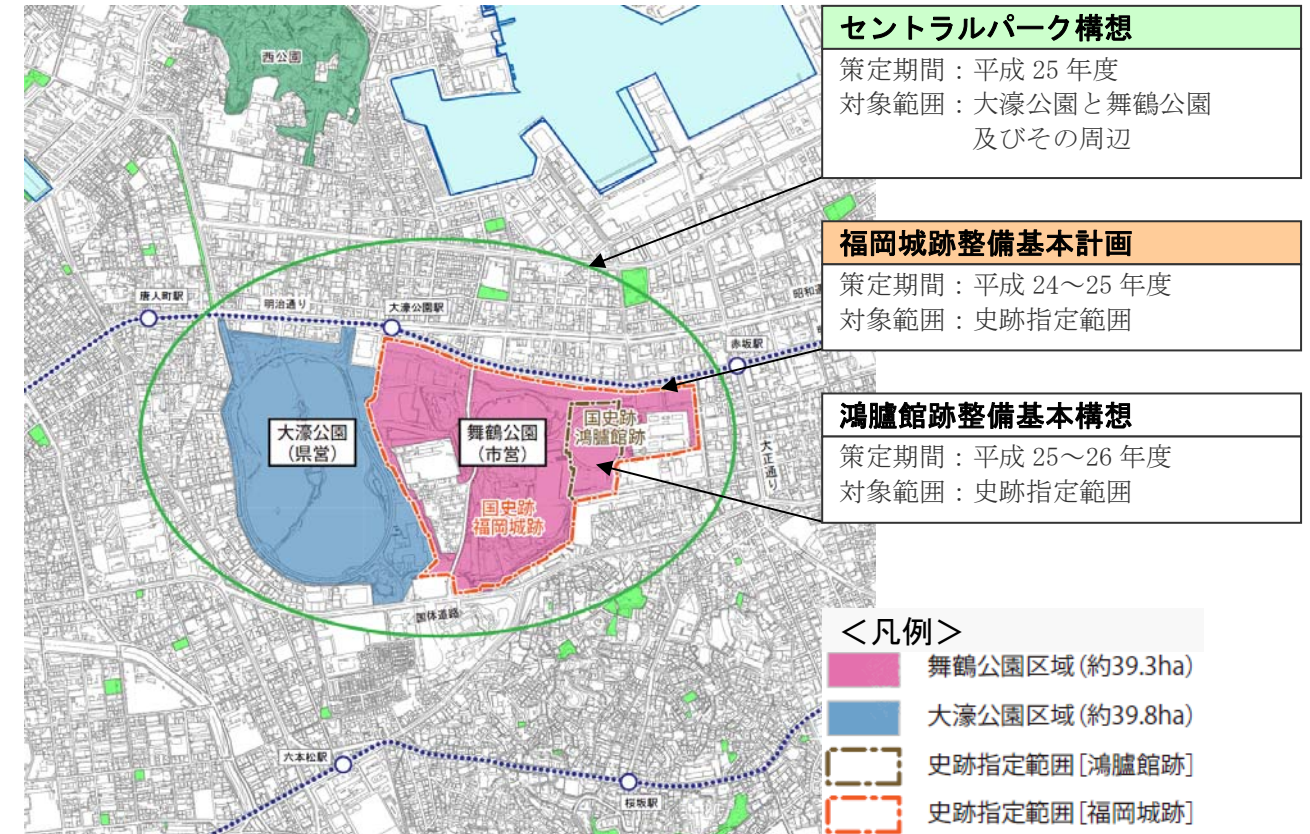 セントラルパーク構想
策定期間：平成 25 年度
対象範囲：大濠公園と舞鶴公園
及びその周辺
福岡城跡整備基本計画
策定期間：平成 24～25 年度
対象範囲：史跡指定範囲
鴻臚館跡整備基本構想
策定期間：平成 25～26 年度
対象範囲：史跡指定範囲
西公園
唐人町駅
明治通り
大濠公園駅
昭和
赤坂駅
大濠公園
（県営）
舞鶴公園
（市営）
国史跡
鴻臚館跡
大正通り
国史跡
福岡城跡
国体道路
六本松駅
桜坂駅
＜凡例＞
舞鶴公園区域(約39.3ha)
大濠公園区域(約39.8ha)
史跡指定範囲[鴻臚館跡]
史跡指定範囲[福岡城跡]